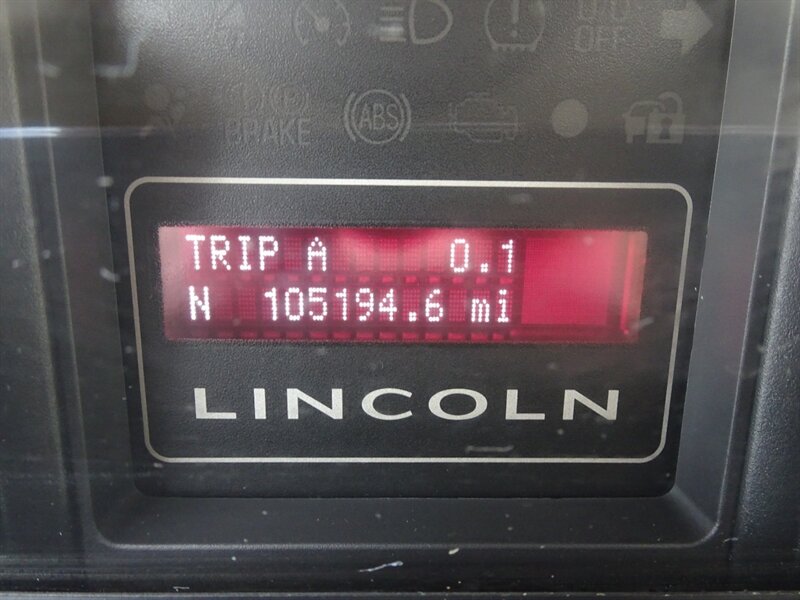 OFF
BRAKE
ABS
TRIP A 0.1
N 105194.6 mi
LINCOLN